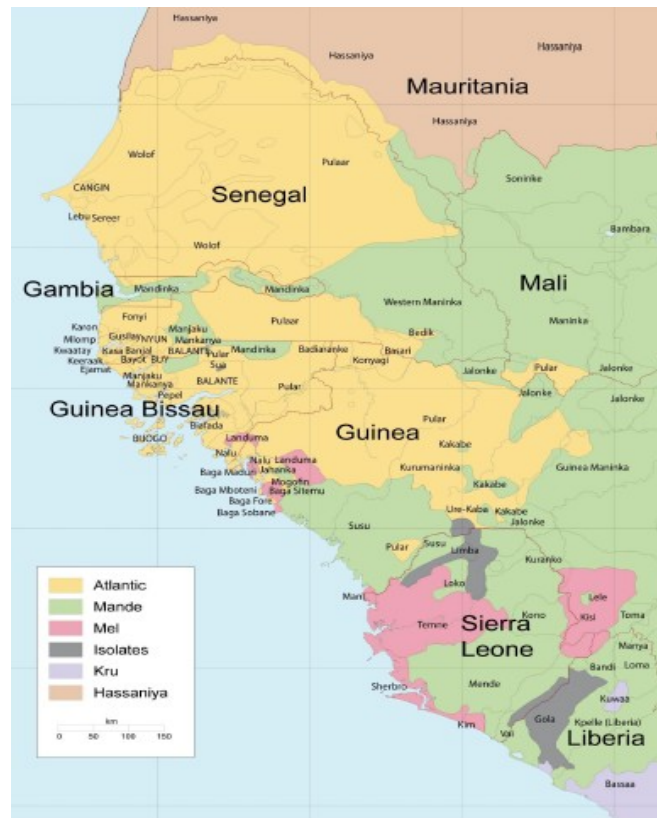 Hassaniya
Hassaniya
Hassaniya
Mauritania
Hassaniya
Wolof
Pulaar
Soninke
CANGIN
Senegal
Lebu Sereer
Bambara
Wolof
Mali
Gambia
Mandinka
Mandinka
Western Maninka
Fonyi
Maninka
Karon
Pulaar
Mlomp
Gusilay NYUN
Manjaku
Mankanya
Bedik
Kwaatay
Kasa Banjal
BALANTE
Pular
Mandinka
Badiaranke
Basari
Keeraak
Bayot BUY
Sua
Konyagi
Jalonke
Pular
Jalonke
Ejamat
Manjaku
Mankanya
BALANTE
Pular
Jalonke
Jalonke
Pepel
Guinea Bissau
Pular
Biafada
Guinea
BIJOGO
Landuma
Kakabe
Nalu
Nalu
Landuma
Jahanka
Kurumaninka
Guinea Maninka
Baga Maduri
Mogofin
Kakabe
Baga Mboteni
Baga Sitemu
Baga Fore
Ure-Kaba
Kakabe
Baga Sobane
Jalonke
Susu
Susu
Pular
Limba
Kuranko
Mani
Loko
Lele
Kono
Kisi
Toma
Temne
Sierra
Leone
Manya
Bandi
Loma
Sherbro
Mende
Kuwaa
Kim
Vai
Gola
Kpelle (Liberia)
Liberia
Bassaa
Atlantic
Mande
Mel
Isolates
Kru
Hassaniya
km
0 50 100 150